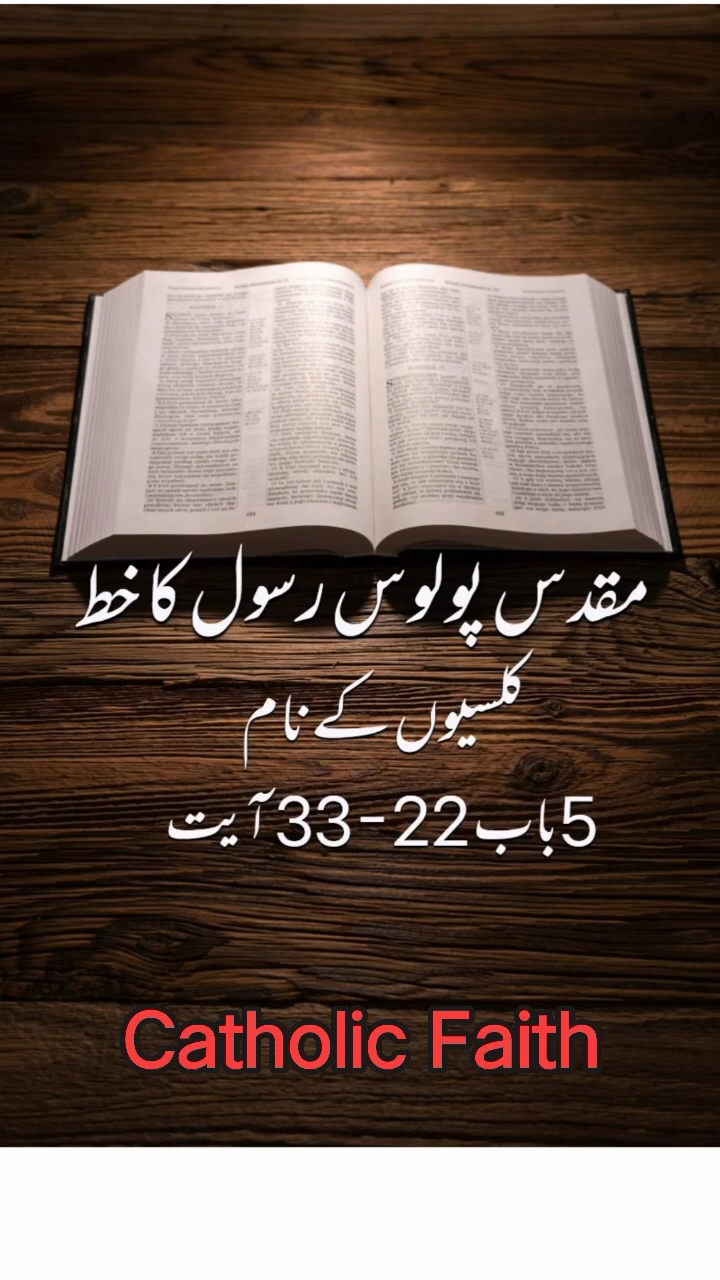 مقدس پولوس رسول کا خط
کلسیوں کے نام
5باب22-33آیت
Catholic Faith